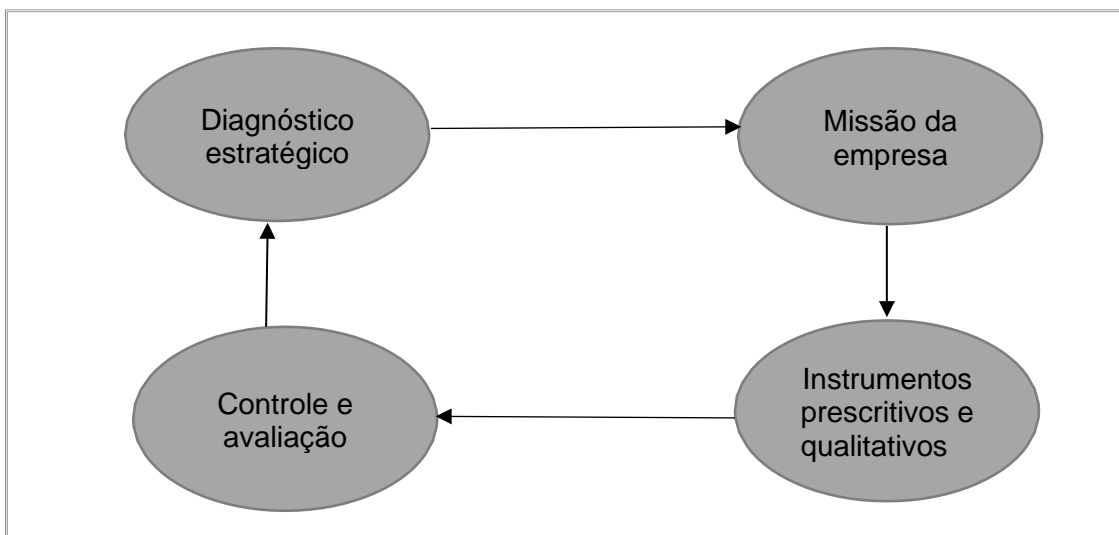 Diagnóstico
estratégico
Missão da
empresa
Instrumentos
prescritivos e
qualitativos
Controle e
avaliação